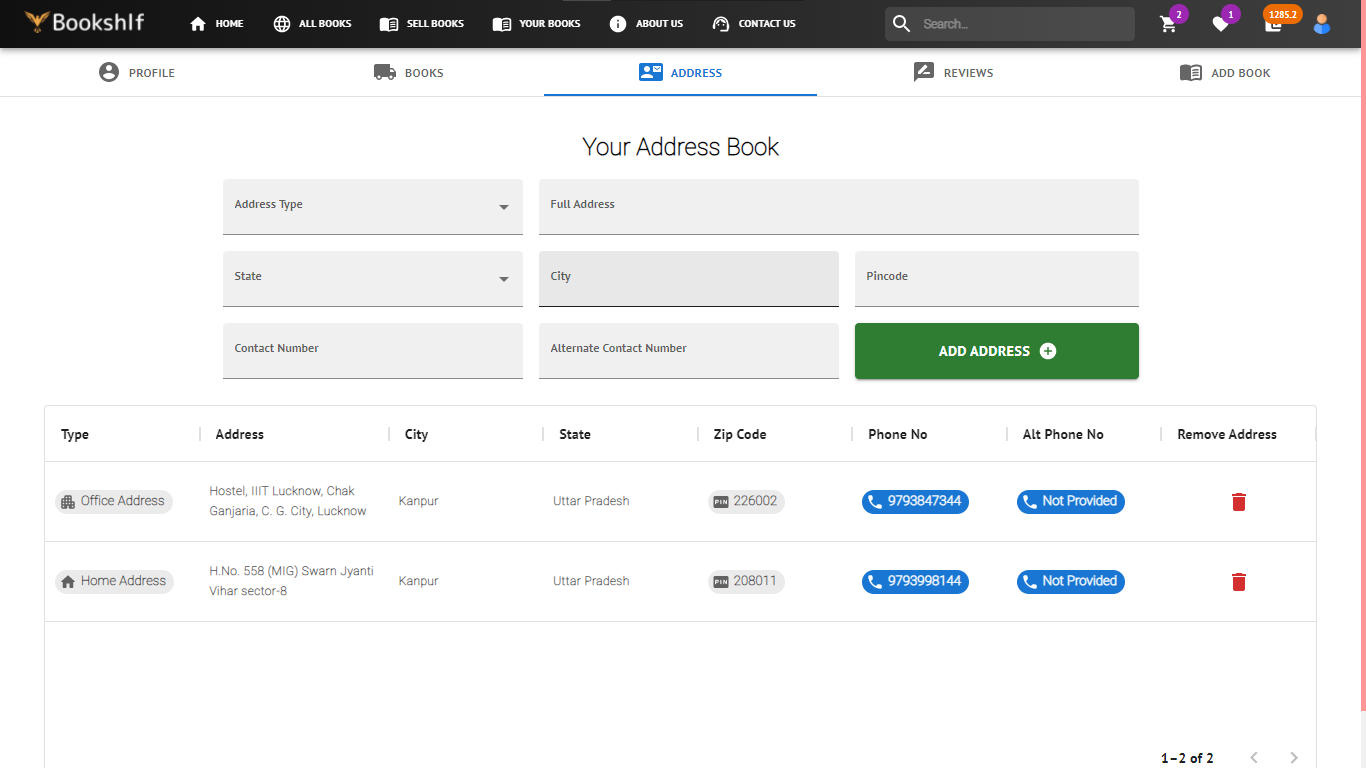 Bookshlf
HOME
ALL BOOKS
SELL BOOKS
YOUR BOOKS
ABOUT US
CONTACT US
Search...
2
1
1285.2
PROFILE
BOOKS
ADDRESS
REVIEWS
ADD BOOK
Your Address Book
Address Type
Full Address
State
City
Pincode
Contact Number
Alternate Contact Number
ADD ADDRESS
Type Address City State Zip Code Phone No Alt Phone No Remove Address
Office Address
Hostel, IIIT Lucknow, Chak
Ganjaria, C. G. City, Lucknow
Kanpur
Uttar Pradesh
PIN 226002
9793847344
Not Provided
Home Address
H.No. 558 (MIG) Swarn Jyanti
Vihar sector-8
Kanpur
Uttar Pradesh
PIN 208011
9793998144
Not Provided
1–2 of 2